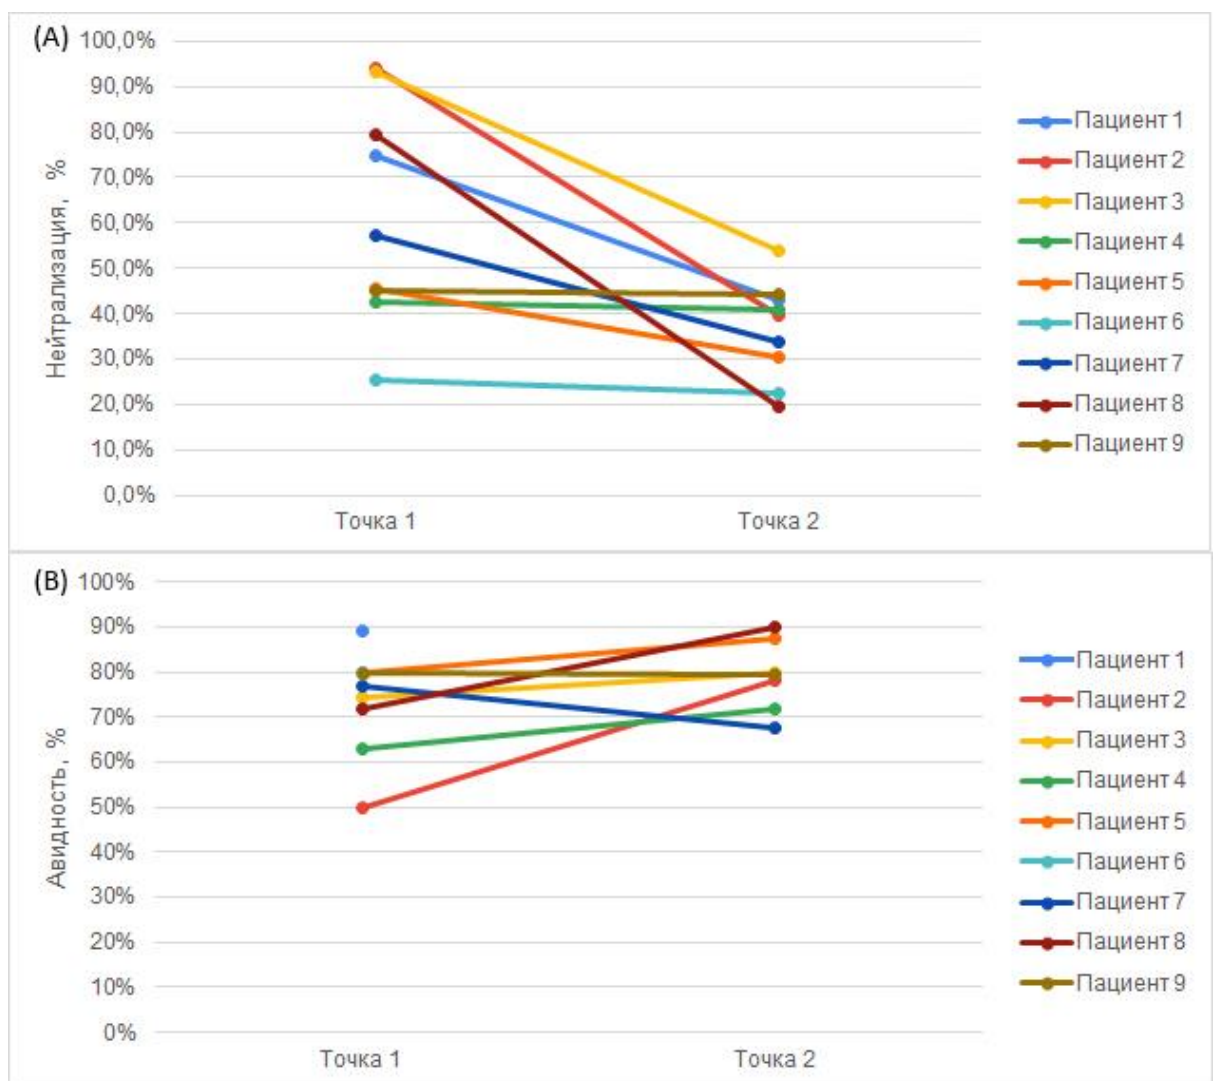 (A)
100,0%
90,0%
80,0%
70,0%
60,0%
50,0%
40,0%
30,0%
20,0%
10,0%
0,0%
Нейтрализация, %
Точка 1
Точка 2
Пациент 1
Пациент 2
Пациент 3
Пациент 4
Пациент 5
Пациент 6
Пациент 7
Пациент 8
Пациент 9
(B)
100%
90%
80%
70%
60%
50%
40%
30%
20%
10%
0%
Авидность, %
Точка 1
Точка 2
Пациент 1
Пациент 2
Пациент 3
Пациент 4
Пациент 5
Пациент 6
Пациент 7
Пациент 8
Пациент 9